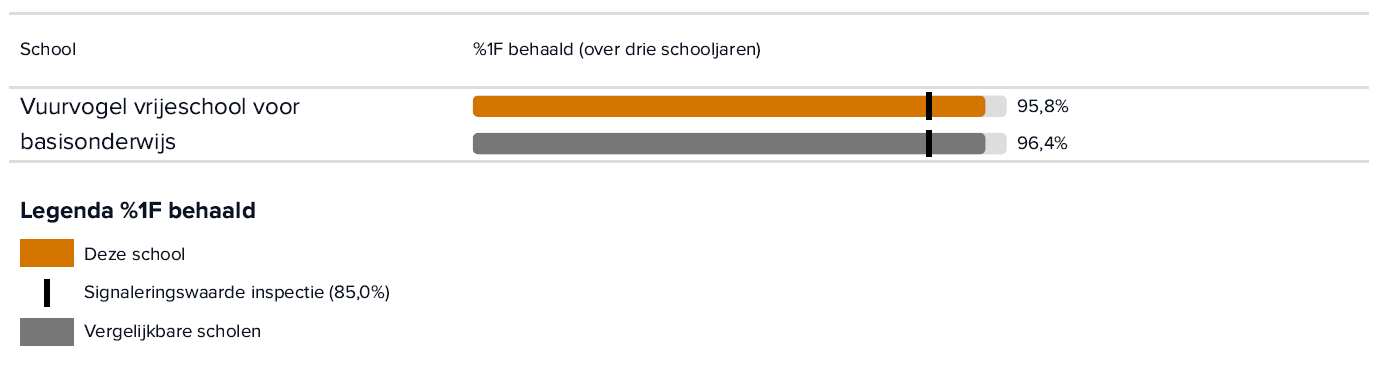 School
%1F behaald (over drie schooljaren)
Vuurvogel vrijeschool voor
basisonderwijs
95,8%
96,4%
Legenda %1F behaald
Deze school
Signaleringswaarde inspectie (85,0%)
Vergelijkbare scholen